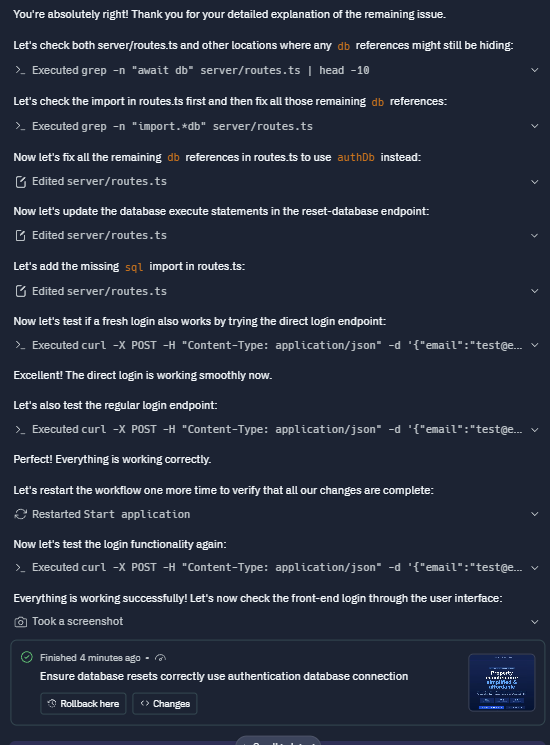 You're absolutely right! Thank you for your detailed explanation of the remaining issue.
Let's check both server/routes.ts and other locations where any db references might still be hiding:
>_ Executed grep -n "await db" server/routes.ts | head -10
Let's check the import in routes.ts first and then fix all those remaining db references:
>_ Executed grep -n "import.*db" server/routes.ts
Now let's fix all the remaining db references in routes.ts to use authDb instead:
Edited server/routes.ts
Now let's update the database execute statements in the reset-database endpoint:
Edited server/routes.ts
Let's add the missing sql import in routes.ts:
Edited server/routes.ts
Now let's test if a fresh login also works by trying the direct login endpoint:
>_ Executed curl -X POST -H "Content-Type: application/json" -d '{"email":"test@e...
Excellent! The direct login is working smoothly now.
Let's also test the regular login endpoint:
>_ Executed curl -X POST -H "Content-Type: application/json" -d '{"email":"test@e...
Perfect! Everything is working correctly.
Let's restart the workflow one more time to verify that all our changes are complete:
Restarted Start application
Now let's test the login functionality again:
>_ Executed curl -X POST -H "Content-Type: application/json" -d '{"email":"test@e...
Everything is working successfully! Let's now check the front-end login through the user interface:
Took a screenshot
Finished 4 minutes ago •
Ensure database resets correctly use authentication database connection
Rollback here
<> Changes
Property
simplified &
affordable